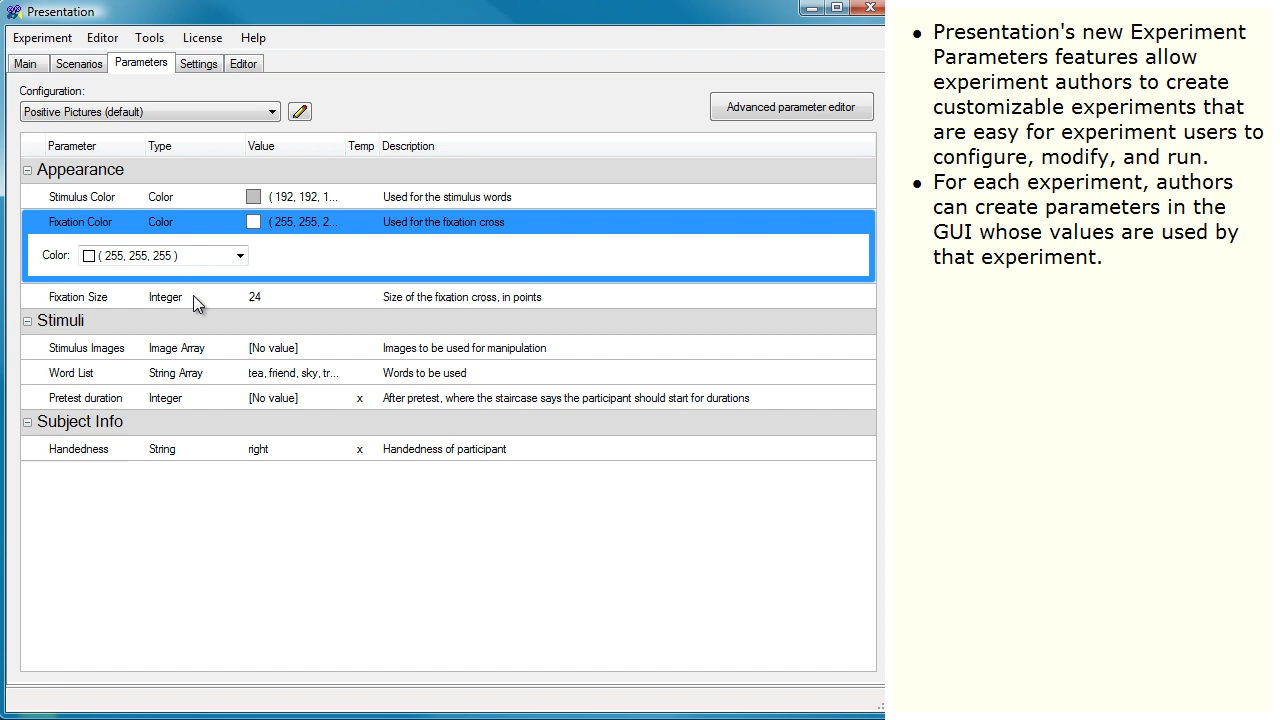 Presentation
Experiment Editor Tools License Help
Main Scenarios Parameters Settings Editor
Configuration:
Positive Pictures (default)
Advanced parameter editor
Parameter Type Value Temp Description
Appearance
Stimulus Color Color ( 192, 192, 1... Used for the stimulus words
Fixation Color Color ( 255, 255, 2... Used for the fixation cross
Color: ( 255, 255, 255 )
Fixation Size Integer 24 Size of the fixation cross, in points
Stimuli
Stimulus Images Image Array [No value] Images to be used for manipulation
Word List String Array tea, friend, sky, tr... Words to be used
Pretest duration Integer [No value] x After pretest, where the staircase says the participant should start for durations
Subject Info
Handedness String right x Handedness of participant
• Presentation's new Experiment
Parameters features allow
experiment authors to create
customizable experiments that
are easy for experiment users to
configure, modify, and run.
• For each experiment, authors
can create parameters in the
GUI whose values are used by
that experiment.